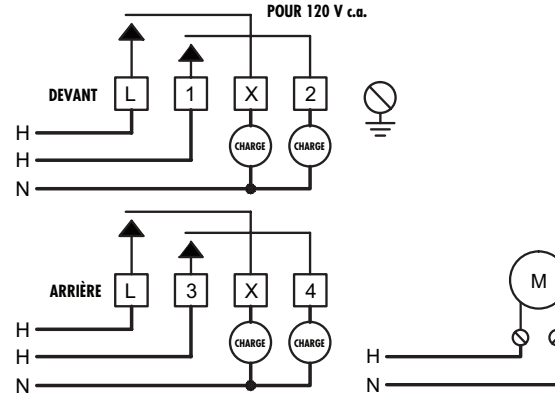 POUR 120 V c.a.
DEVANT L 1 X 2
H
CHARGE CHARGE
H
N
ARRIÈRE L 3 X 4
M
H
CHARGE CHARGE
H
N
H
N